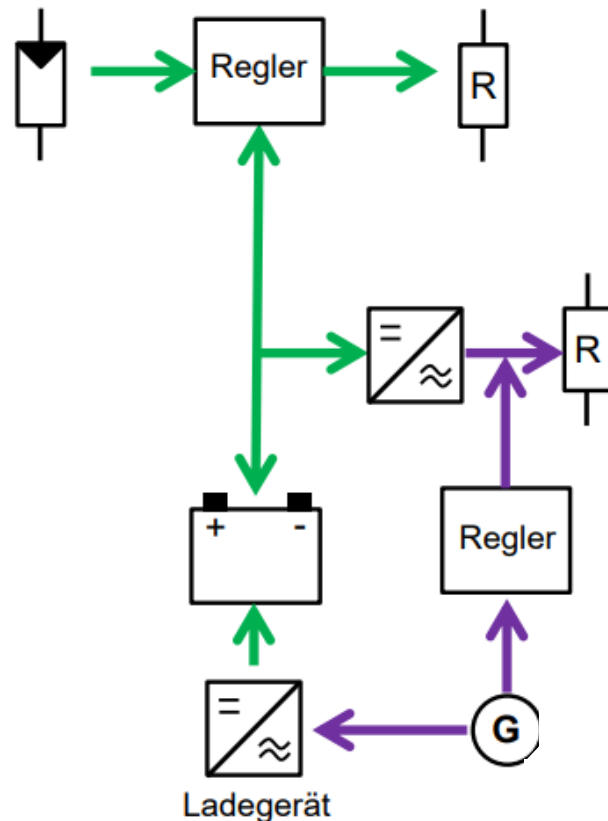 Regler
R
=
≈
R
+ -
Regler
=
≈
G
Ladegerät